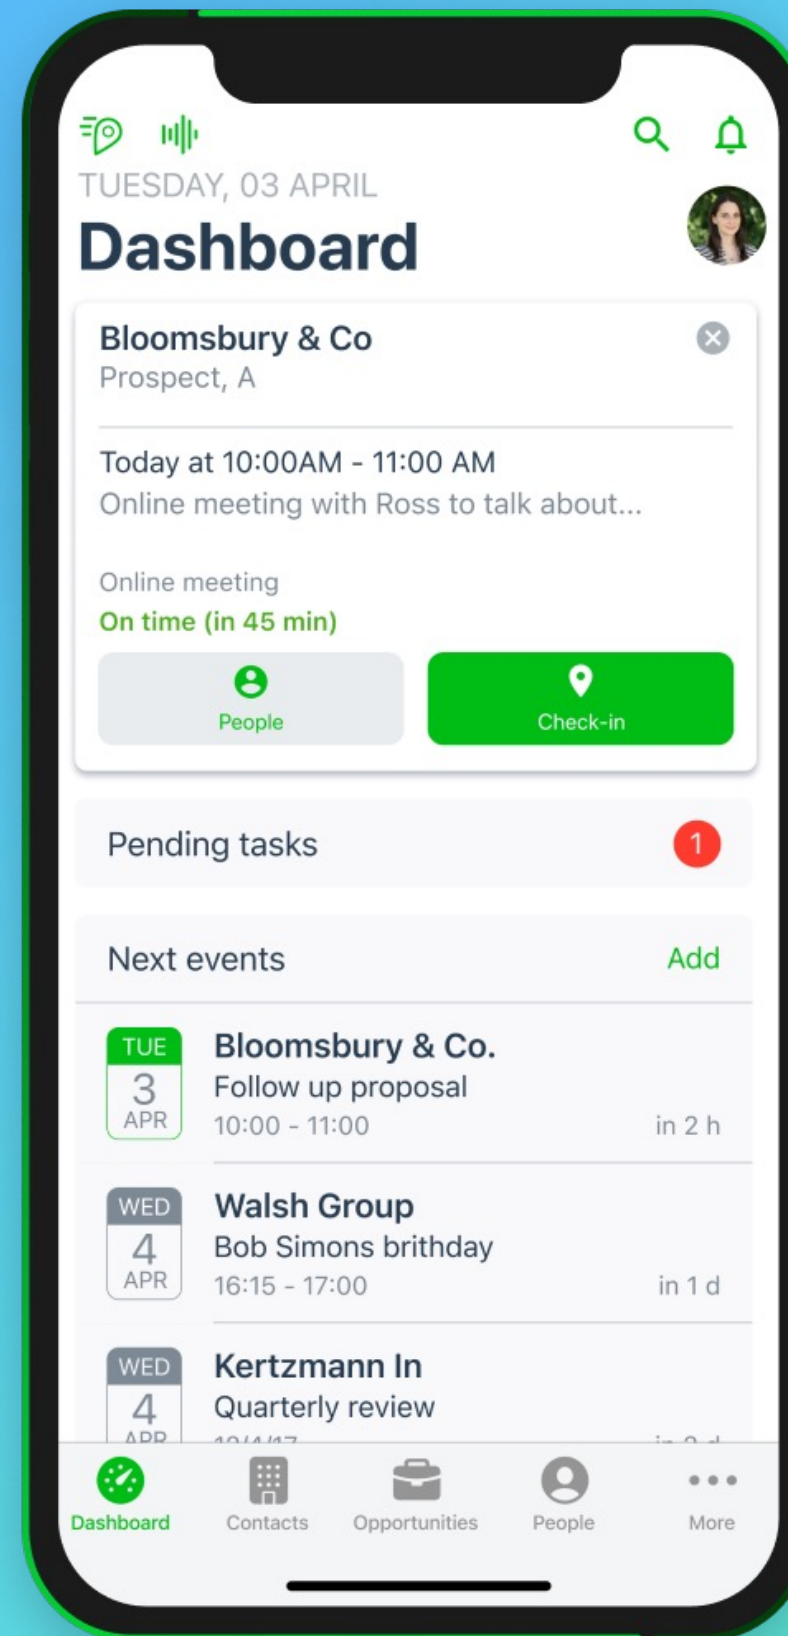 TUESDAY, 03 APRIL
Dashboard
Bloomsbury & Co
Prospect, A
Today at 10:00AM - 11:00 AM
Online meeting with Ross to talk about...
Online meeting
On time (in 45 min)
People
Check-in
Pending tasks
1
Next events
Add
TUE
3
APR
Bloomsbury & Co.
Follow up proposal
10:00 - 11:00
in 2 h
WED
4
APR
Walsh Group
Bob Simons brithday
16:15 - 17:00
in 1 d
WED
4
APR
Kertzmann In
Quarterly review
Dashboard
Contacts
Opportunities
People
More